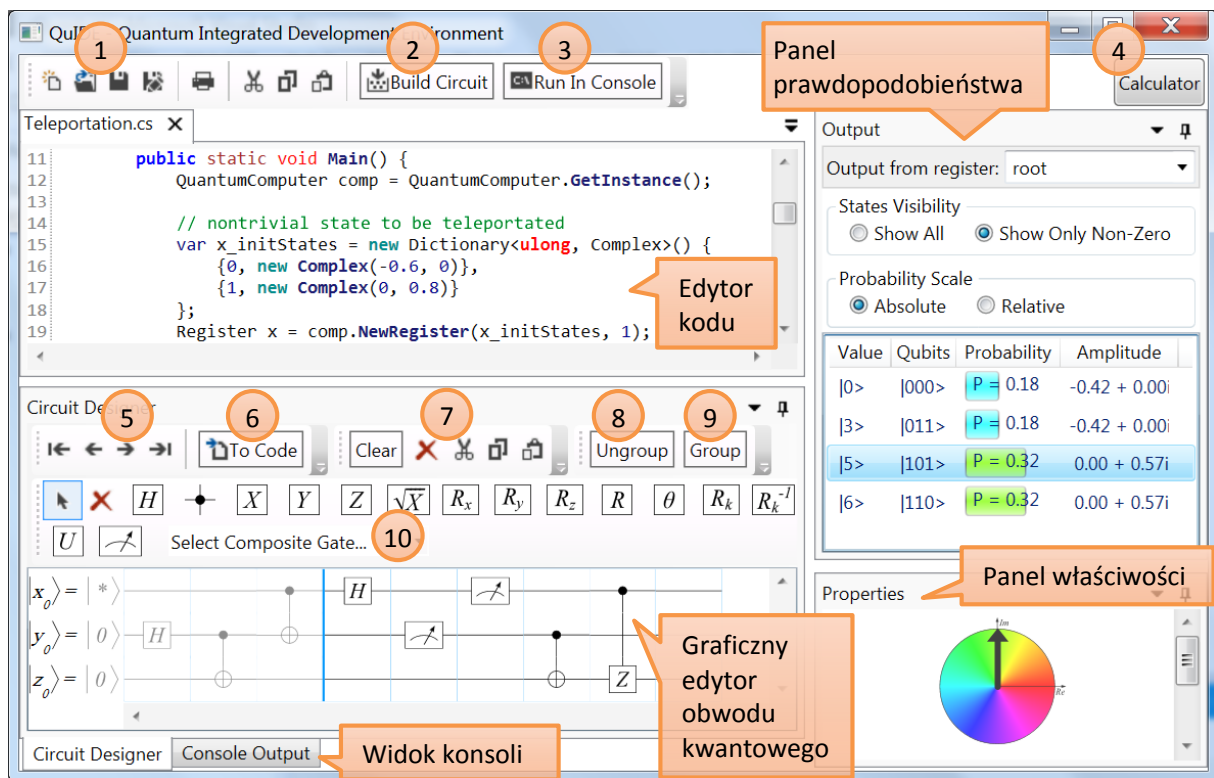 QuIDE - Quantum Integrated Development Environment
1
2
3
4
Panel
prawdopodobieństwa
Build Circuit
Run In Console
Calculator
Teleportation.cs X
11 public static void Main() {
12 QuantumComputer comp = QuantumComputer.GetInstance();
13
14 // nontrivial state to be teleportated
15 var x_initStates = new Dictionary<ulong, Complex>() {
16 {0, new Complex(-0.6, 0)},
17 {1, new Complex(0, 0.8)}
18 };
19 Register x = comp.NewRegister(x_initStates, 1);
Edytor
kodu
Output
Output from register: root
States Visibility
Show All Show Only Non-Zero
Probability Scale
Absolute Relative
Value Qubits Probability Amplitude
|0> |000> P = 0.18 -0.42 + 0.00i
|3> |011> P = 0.18 -0.42 + 0.00i
|5> |101> P = 0.32 0.00 + 0.57i
|6> |110> P = 0.32 0.00 + 0.57i
Circuit Designer
5
6
7
8
9
To Code
Clear
Ungroup
Group
H X Y Z √X Rx Ry Rz R θ Rk Rk⁻¹
U Select Composite Gate... 10
|x₀⟩ = |*⟩ H
|y₀⟩ = |0⟩ H
|z₀⟩ = |0⟩ Z
Graficzny
edytor
obwodu
kwantowego
Panel właściwości
Properties
Im
Re
Circuit Designer Console Output
Widok konsoli